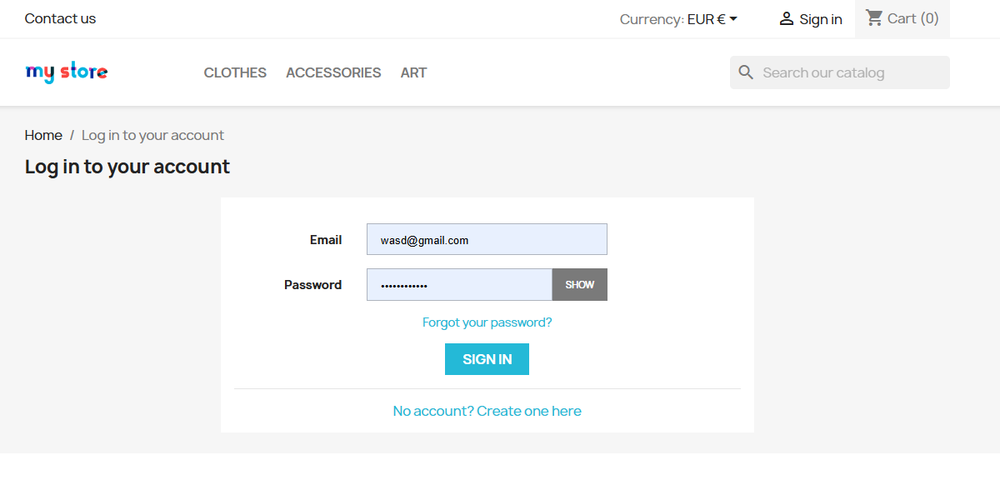 Contact us
Currency: EUR €
Sign in
Cart (0)
my store
CLOTHES ACCESSORIES ART
Search our catalog
Home / Log in to your account
Log in to your account
Email wasd@gmail.com
Password •••••••••••• SHOW
Forgot your password?
SIGN IN
No account? Create one here